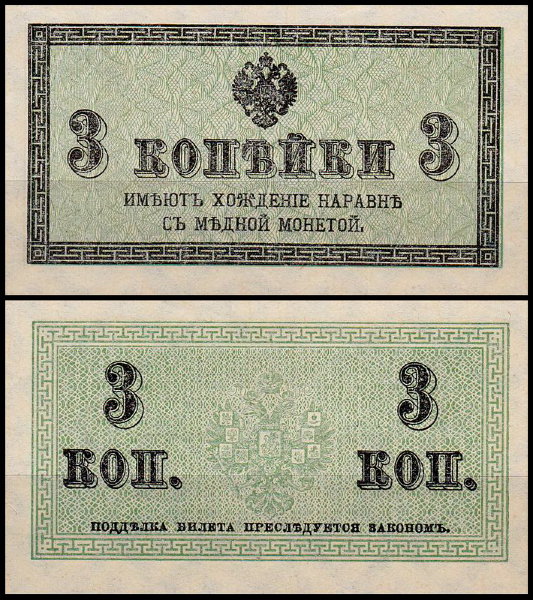 3 КОПѢЙКИ 3
ИМѢЮТЪ ХОЖДЕНІЕ НАРАВНѢ
СЪ МѢДНОЙ МОНЕТОЙ.
3 3
КОП. КОП.
ПОДДѢЛКА БИЛЕТА ПРЕСЛѢДУЕТСЯ ЗАКОНОМЪ.